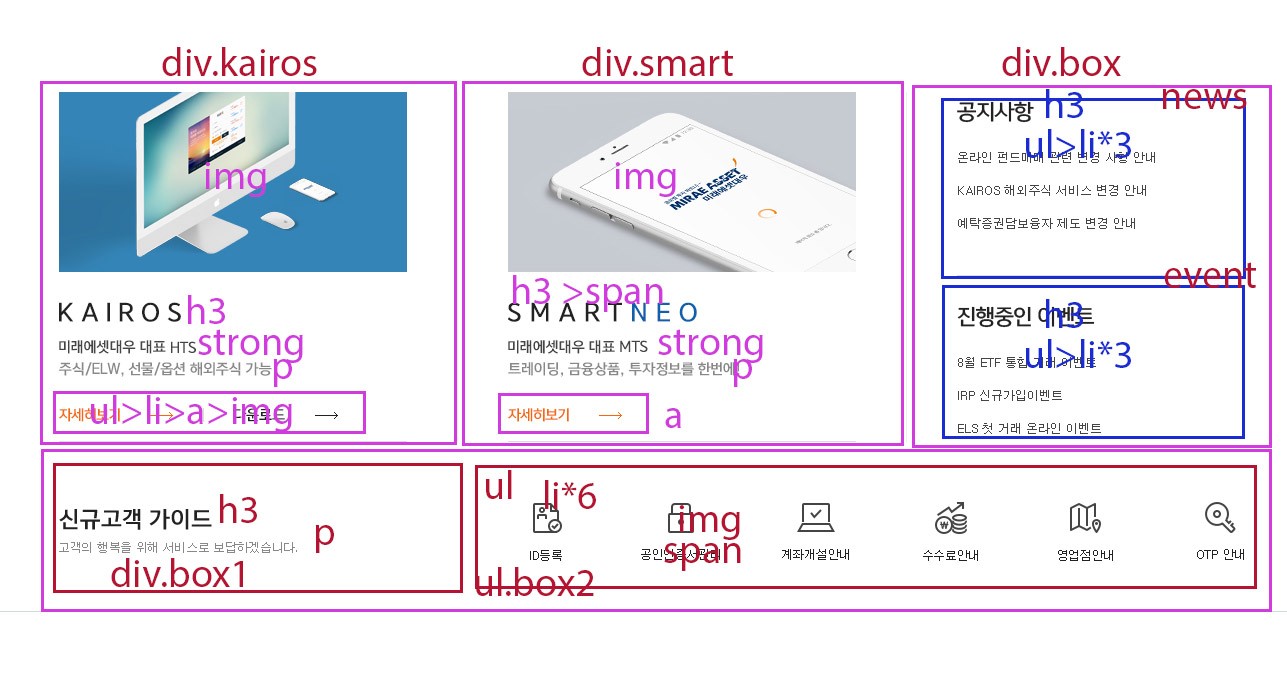 div.kairos
div.smart
div.box
img
MIRAE ASSET
미래에셋대우
img
news
공지사항 h3
ul>li*3
온라인 펀드매매 관련 변경 사항 안내
KAIROS 해외주식 서비스 변경 안내
예탁증권담보융자 제도 변경 안내
event
진행중인 이벤트
h3
ul>li*3
8월 ETF 통합 거래 이벤트
IRP 신규가입이벤트
ELS 첫 거래 온라인 이벤트
KAIROS h3
미래에셋대우 대표 HTS strong
주식/ELW, 선물/옵션 해외주식 가능 p
자세히보기
다운로드
ul>li>a>img
h3 >span
SMARTNEO
미래에셋대우 대표 MTS strong
트레이딩, 금융상품, 투자정보를 한번에! p
자세히보기
a
신규고객 가이드 h3
고객의 행복을 위해 서비스로 보답하겠습니다. p
div.box1
ul li*6
img
span
ID등록
공인인증서관리
계좌개설안내
수수료안내
영업점안내
OTP 안내
ul.box2